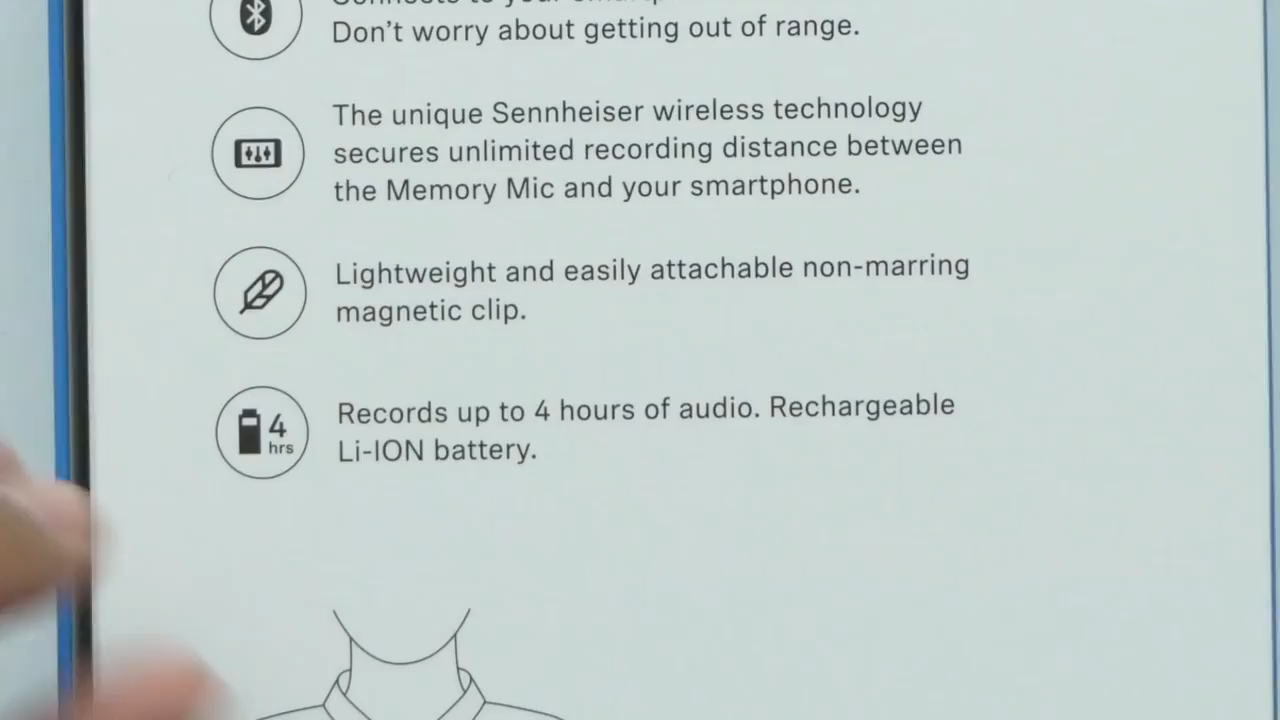 Don't worry about getting out of range.
The unique Sennheiser wireless technology
secures unlimited recording distance between
the Memory Mic and your smartphone.
Lightweight and easily attachable non-marring
magnetic clip.
4
hrs
Records up to 4 hours of audio. Rechargeable
Li-ION battery.